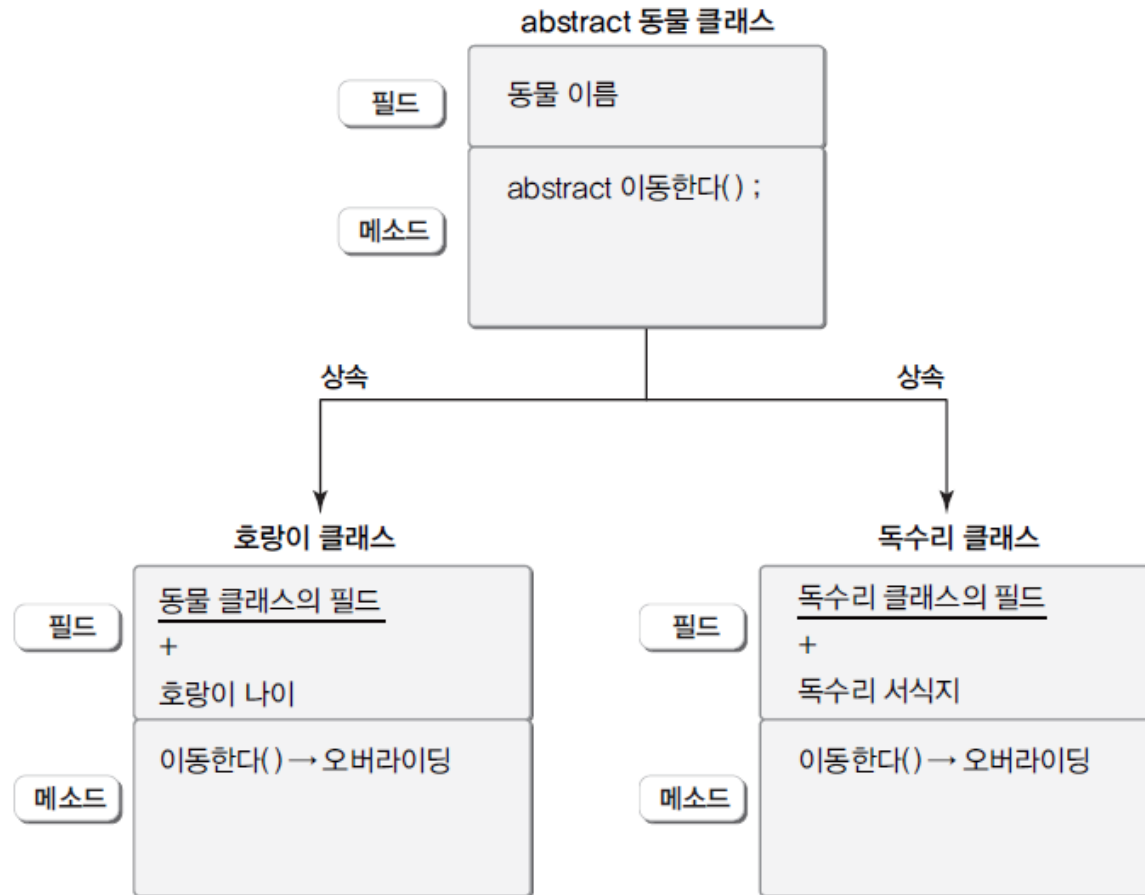 abstract 동물 클래스
필드
동물 이름
메소드
abstract 이동한다( ) ;
상속
상속
호랑이 클래스
필드
동물 클래스의 필드
+
호랑이 나이
메소드
이동한다( ) → 오버라이딩
독수리 클래스
필드
독수리 클래스의 필드
+
독수리 서식지
메소드
이동한다( ) → 오버라이딩